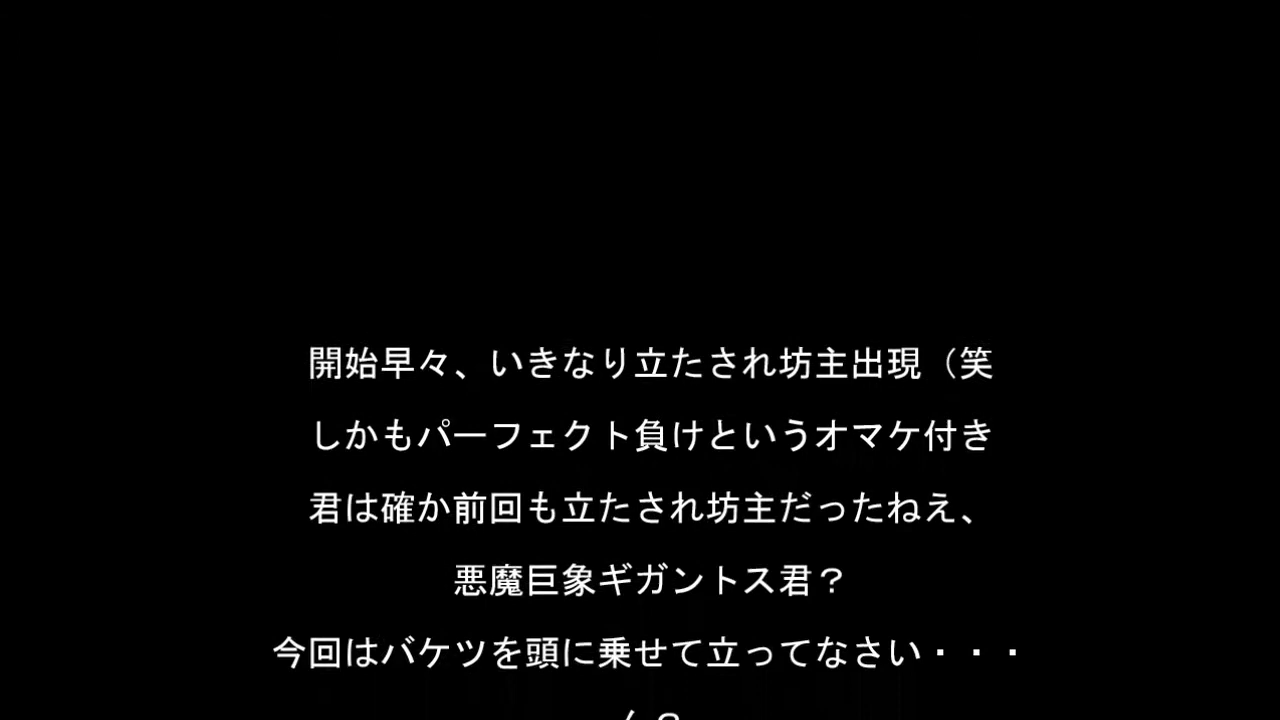 開始早々、いきなり立たされ坊主出現（笑
しかもパーフェクト負けというオマケ付き
君は確か前回も立たされ坊主だったねえ、
悪魔巨象ギガントス君？
今回はバケツを頭に乗せて立ってなさい・・・